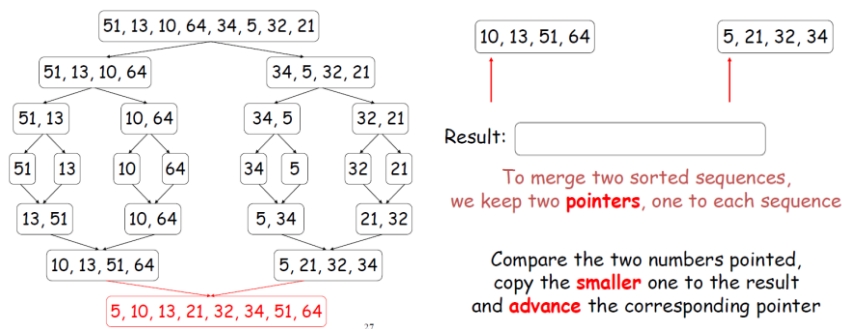 51, 13, 10, 64, 34, 5, 32, 21
51, 13, 10, 64
34, 5, 32, 21
51, 13
10, 64
34, 5
32, 21
51
13
10
64
34
5
32
21
13, 51
10, 64
5, 34
21, 32
10, 13, 51, 64
5, 21, 32, 34
5, 10, 13, 21, 32, 34, 51, 64
27
10, 13, 51, 64
5, 21, 32, 34
Result:
To merge two sorted sequences,
we keep two pointers, one to each sequence
Compare the two numbers pointed,
copy the smaller one to the result
and advance the corresponding pointer